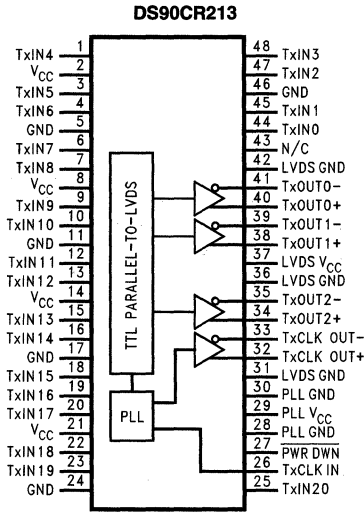 DS90CR213
TxIN4 1 48 TxIN3
VCC 2 47 TxIN2
TxIN5 3 46 GND
TxIN6 4 45 TxIN1
GND 5 44 TxIN0
TxIN7 6 43 N/C
TxIN8 7 42 LVDS GND
VCC 8 41 TxOUT0−
TxIN9 9 40 TxOUT0+
TxIN10 10 39 TxOUT1−
GND 11 38 TxOUT1+
TxIN11 12 37 LVDS VCC
TxIN12 13 36 LVDS GND
VCC 14 35 TxOUT2−
TxIN13 15 34 TxOUT2+
TxIN14 16 33 TxCLK OUT−
GND 17 32 TxCLK OUT+
TxIN15 18 31 LVDS GND
TxIN16 19 30 PLL GND
TxIN17 20 29 PLL VCC
VCC 21 28 PLL GND
TxIN18 22 27 PWR DWN
TxIN19 23 26 TxCLK IN
GND 24 25 TxIN20
TTL PARALLEL-TO-LVDS
PLL